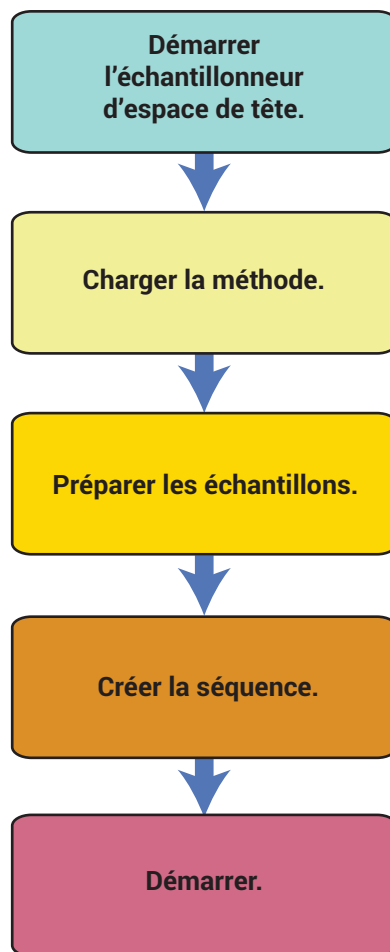 Démarrer
l’échantillonneur
d’espace de tête.
Charger la méthode.
Préparer les échantillons.
Créer la séquence.
Démarrer.